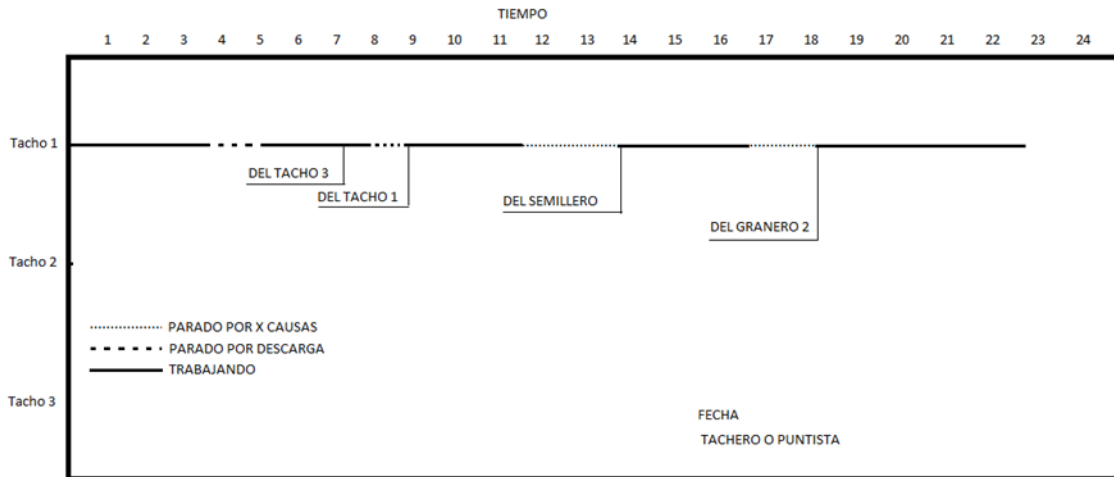 TIEMPO
1 2 3 4 5 6 7 8 9 10 11 12 13 14 15 16 17 18 19 20 21 22 23 24
Tacho 1
DEL TACHO 3
DEL TACHO 1
DEL SEMILLERO
DEL GRANERO 2
Tacho 2
PARADO POR X CAUSAS
PARADO POR DESCARGA
TRABAJANDO
Tacho 3
FECHA
TACHERO O PUNTISTA